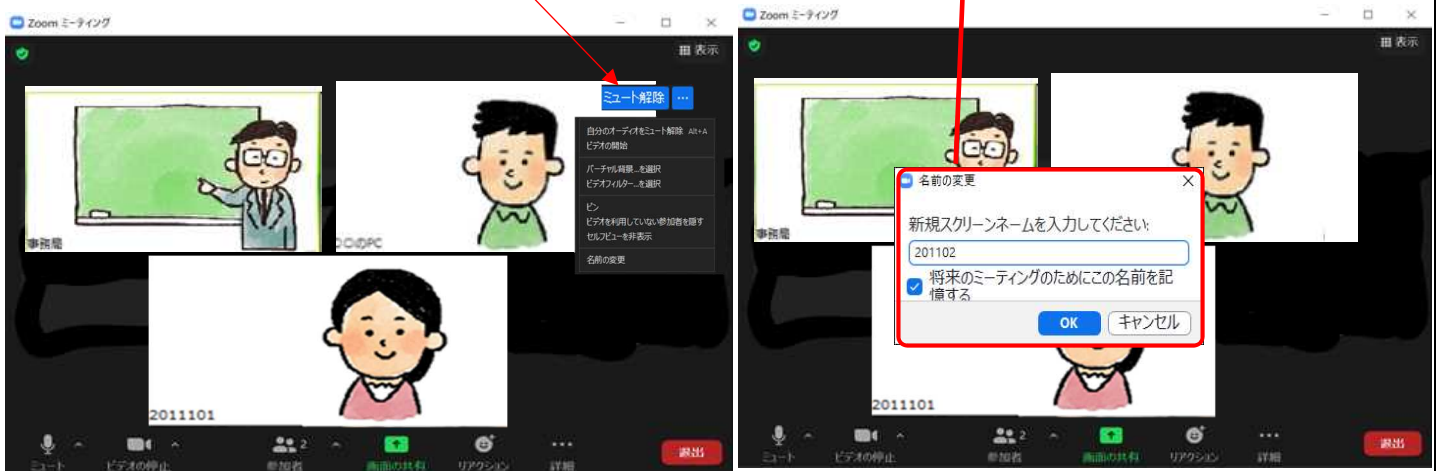 Zoom ミーティング
表示
ミュート解除 …
自分のオーディオをミュート解除 Alt+A
ビデオの開始
バーチャル背景...を選択
ビデオフィルター...を選択
ピン
ビデオを利用していない参加者を隠す
セルフビューを非表示
名前の変更
事務局
〇〇のPC
2011101
2
ミュート
ビデオの停止
参加者
画面の共有
リアクション
詳細
退出
Zoom ミーティング
表示
事務局
名前の変更
新規スクリーンネームを入力してください:
201102
将来のミーティングのためにこの名前を記
憶する
OK
キャンセル
2011101
2
ミュート
ビデオの停止
参加者
画面の共有
リアクション
詳細
退出